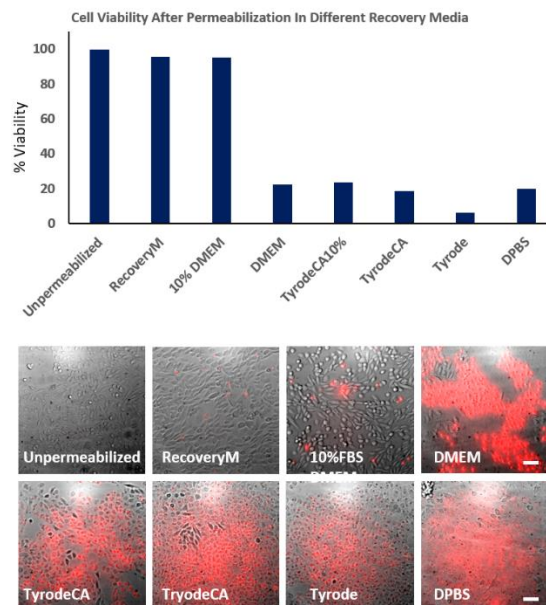 Cell Viability After Permeabilization In Different Recovery Media
% Viability
100
80
60
40
20
0
Unpermeabilized
RecoveryM
10% DMEM
DMEM
TyrodeCA10%
TyrodeCA
Tyrode
DPBS
Unpermeabilized
RecoveryM
10%FBS
DMEM
DMEM
TyrodeCA
TryodeCA
Tyrode
DPBS